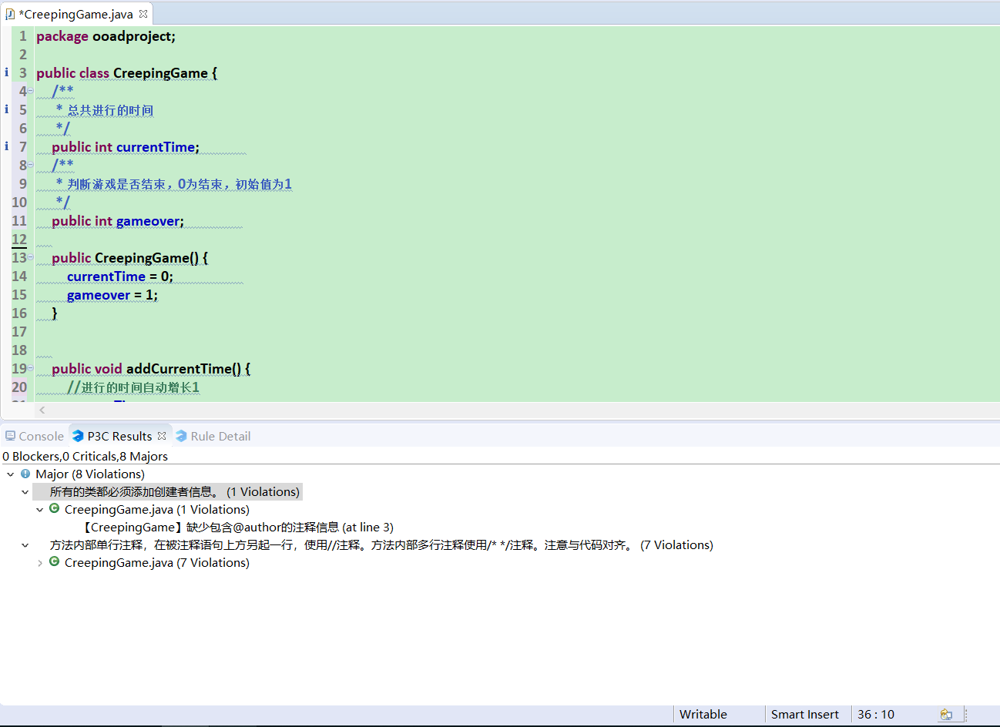 *CreepingGame.java
1 package ooadproject;
2
3 public class CreepingGame {
4 /**
5 * 总共进行的时间
6 */
7 public int currentTime;
8 /**
9 * 判断游戏是否结束，0为结束，初始值为1
10 */
11 public int gameover;
12
13 public CreepingGame() {
14 currentTime = 0;
15 gameover = 1;
16 }
17
18
19 public void addCurrentTime() {
20 //进行的时间自动增长1
Console P3C Results Rule Detail
0 Blockers,0 Criticals,8 Majors
Major (8 Violations)
所有的类都必须添加创建者信息。 (1 Violations)
CreepingGame.java (1 Violations)
【CreepingGame】缺少包含@author的注释信息 (at line 3)
方法内部单行注释，在被注释语句上方另起一行，使用//注释。方法内部多行注释使用/* */注释。注意与代码对齐。 (7 Violations)
CreepingGame.java (7 Violations)
Writable Smart Insert 36 : 10